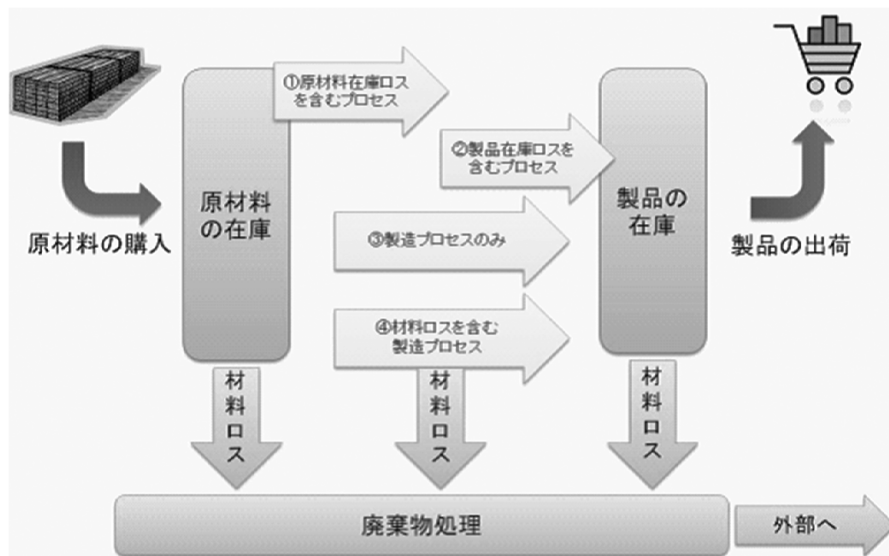 ①原材料在庫ロス
を含むプロセス
②製品在庫ロスを
含むプロセス
原材料の購入
原材料
の在庫
③製造プロセスのみ
製品の
在庫
製品の出荷
④材料ロスを含む
製造プロセス
材料ロス
材料ロス
材料ロス
廃棄物処理
外部へ